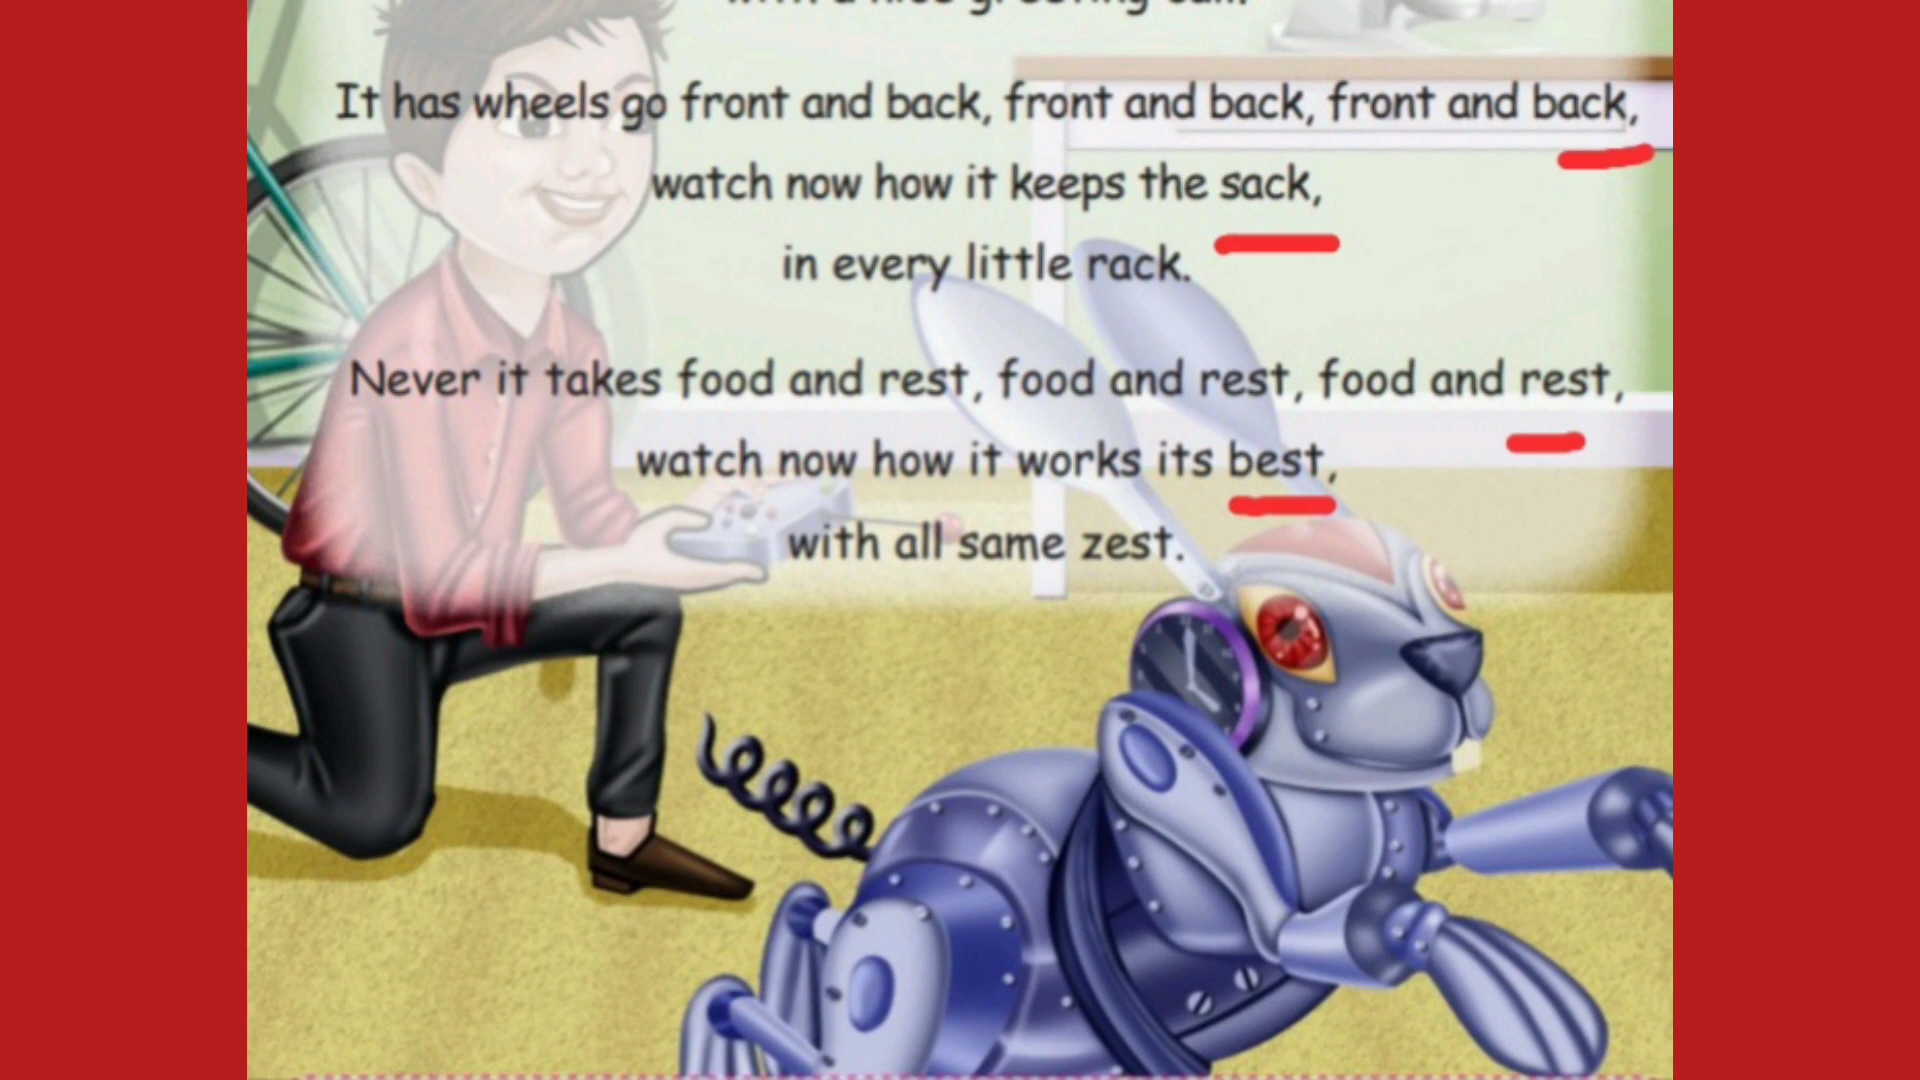 It has wheels go front and back, front and back, front and back,
watch now how it keeps the sack,
in every little rack.
Never it takes food and rest, food and rest, food and rest,
watch now how it works its best,
with all same zest.